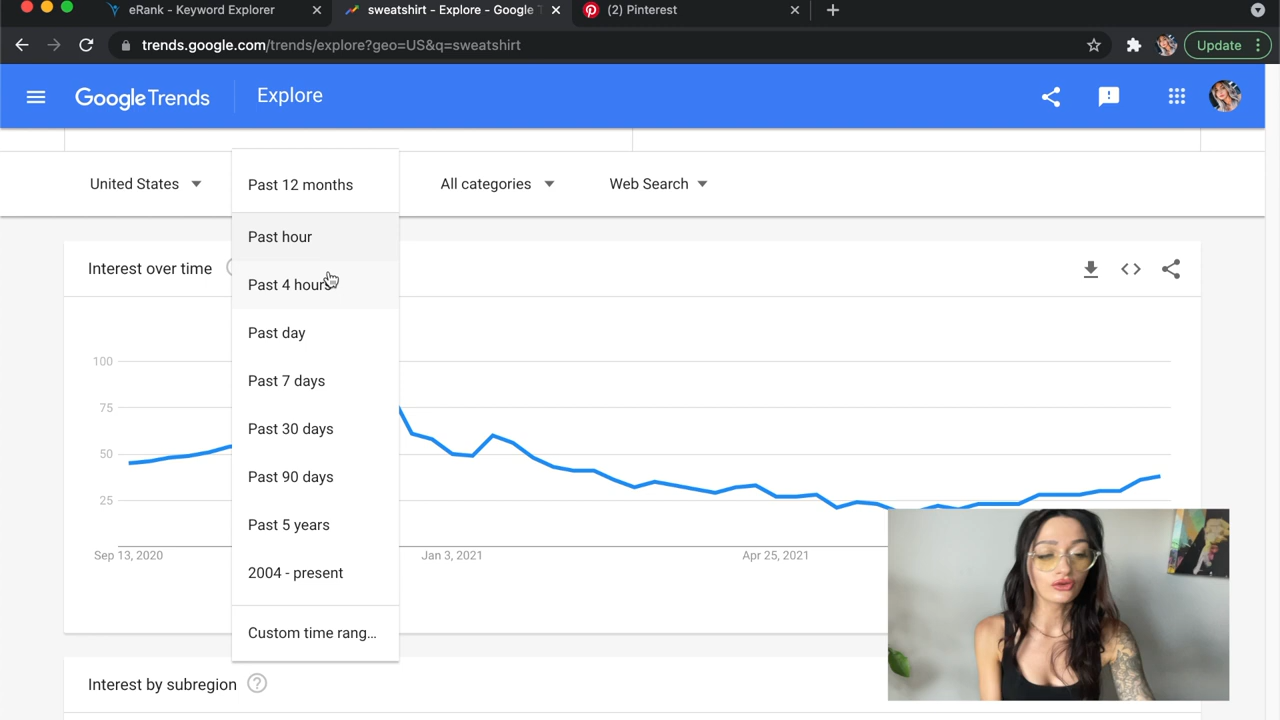 eRank - Keyword Explorer
sweatshirt - Explore - Google T
(2) Pinterest
trends.google.com/trends/explore?geo=US&q=sweatshirt
Update
Google Trends
Explore
United States
Past 12 months
All categories
Web Search
Past hour
Past 4 hours
Past day
Past 7 days
Past 30 days
Past 90 days
Past 5 years
2004 - present
Custom time rang...
Interest over time
100
75
50
25
Sep 13, 2020
Jan 3, 2021
Apr 25, 2021
Interest by subregion